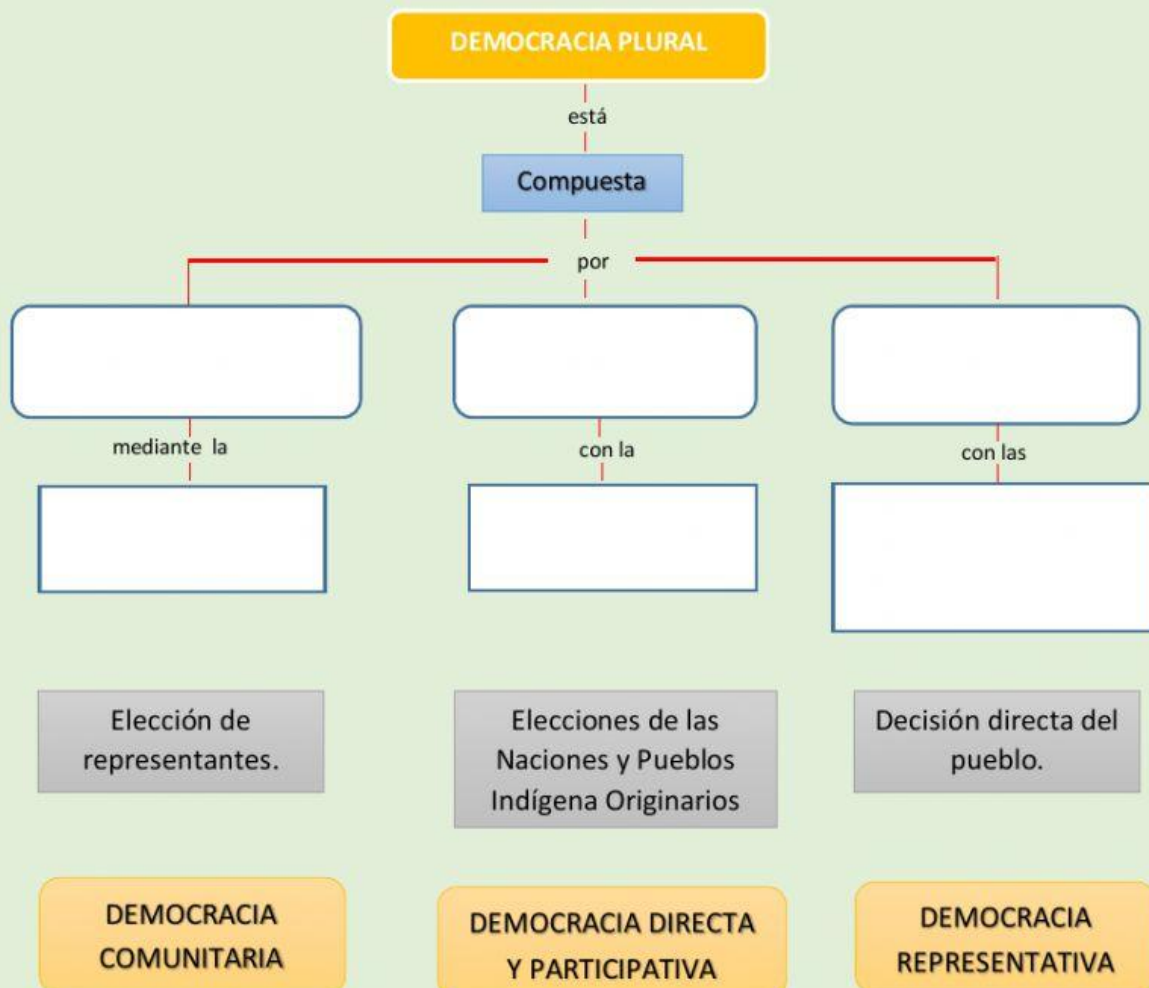 DEMOCRACIA PLURAL
está
Compuesta
por
mediante la
con la
con las
Elección de
representantes.
Elecciones de las
Naciones y Pueblos
Indígena Originarios
Decisión directa del
pueblo.
DEMOCRACIA
COMUNITARIA
DEMOCRACIA DIRECTA
Y PARTICIPATIVA
DEMOCRACIA
REPRESENTATIVA